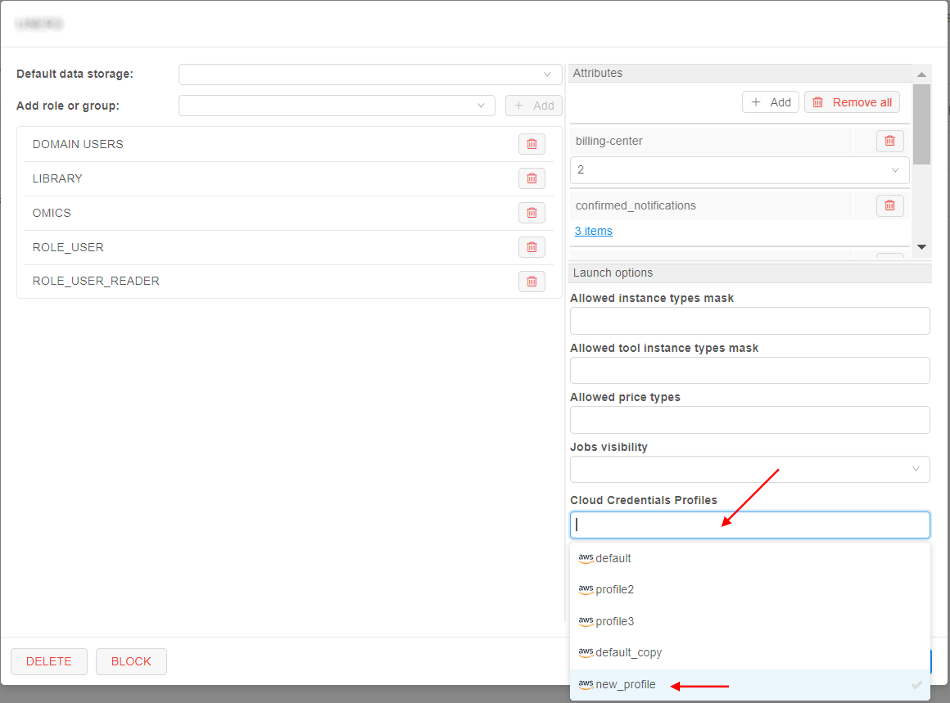 Default data storage:
Add role or group:
+ Add
DOMAIN USERS
LIBRARY
OMICS
ROLE_USER
ROLE_USER_READER
Attributes
+ Add
Remove all
billing-center
2
confirmed_notifications
3 items
Launch options
Allowed instance types mask
Allowed tool instance types mask
Allowed price types
Jobs visibility
Cloud Credentials Profiles
aws default
aws profile2
aws profile3
aws default_copy
aws new_profile
DELETE
BLOCK